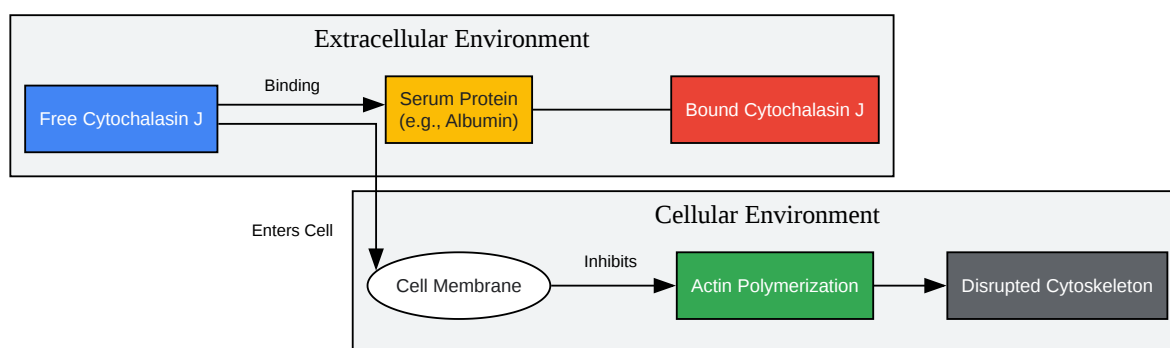 Extracellular Environment
Binding
Free Cytochalasin J
Serum Protein
(e.g., Albumin)
Bound Cytochalasin J
Cellular Environment
Enters Cell
Cell Membrane
Inhibits
Actin Polymerization
Disrupted Cytoskeleton